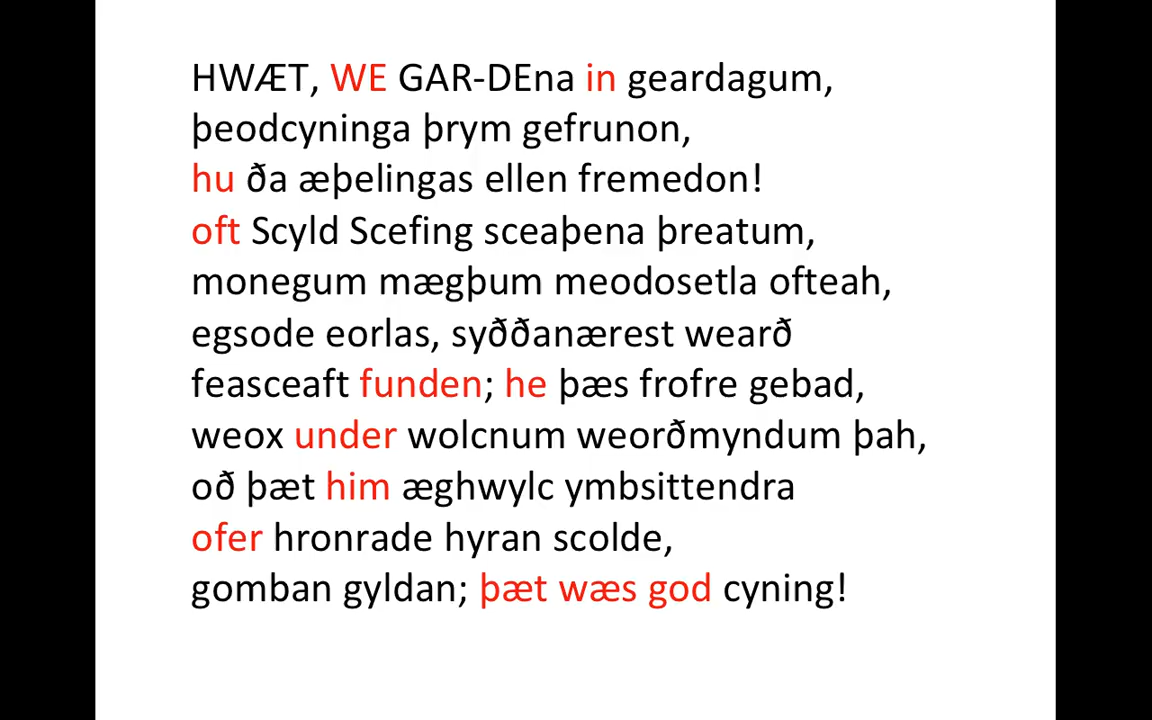 HWÆT, WE GAR-DEna in geardagum,
þeodcyninga þrym gefrunon,
hu ða æþelingas ellen fremedon!
oft Scyld Scefing sceaþena þreatum,
monegum mægþum meodosetla ofteah,
egsode eorlas, syððanærest wearð
feasceaft funden; he þæs frofre gebad,
weox under wolcnum weorðmyndum þah,
oð þæt him æghwylc ymbsittendra
ofer hronrade hyran scolde,
gomban gyldan; þæt wæs god cyning!